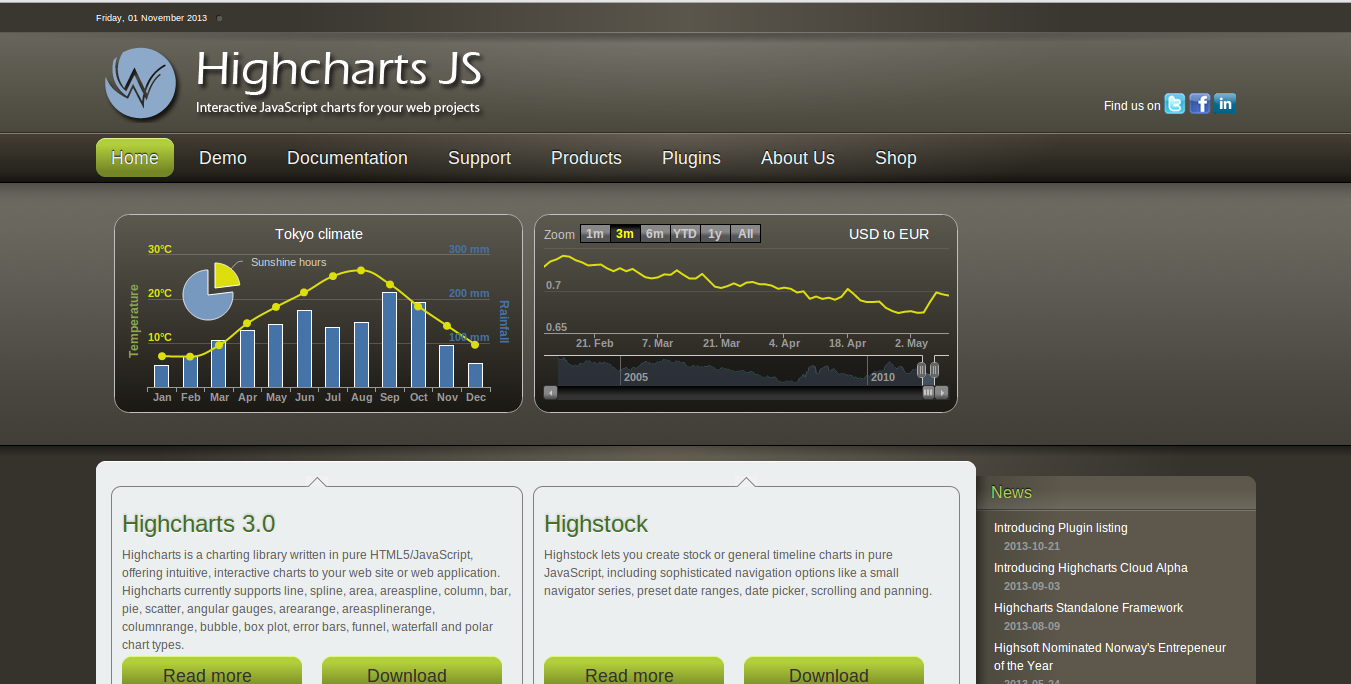 Friday, 01 November 2013
Highcharts JS
Interactive JavaScript charts for your web projects
Find us on
Home Demo Documentation Support Products Plugins About Us Shop
Tokyo climate
30°C 300 mm
Sunshine hours
20°C 200 mm
Temperature
Rainfall
10°C 100 mm
Jan Feb Mar Apr May Jun Jul Aug Sep Oct Nov Dec
Zoom 1m 3m 6m YTD 1y All USD to EUR
0.7
0.65
21. Feb 7. Mar 21. Mar 4. Apr 18. Apr 2. May
2005 2010
Highcharts 3.0
Highcharts is a charting library written in pure HTML5/JavaScript,
offering intuitive, interactive charts to your web site or web application.
Highcharts currently supports line, spline, area, areaspline, column, bar,
pie, scatter, angular gauges, arearange, areasplinerange,
columnrange, bubble, box plot, error bars, funnel, waterfall and polar
chart types.
Read more Download
Highstock
Highstock lets you create stock or general timeline charts in pure
JavaScript, including sophisticated navigation options like a small
navigator series, preset date ranges, date picker, scrolling and panning.
Read more Download
News
Introducing Plugin listing
2013-10-21
Introducing Highcharts Cloud Alpha
2013-09-03
Highcharts Standalone Framework
2013-08-09
Highsoft Nominated Norway's Entrepeneur
of the Year
2013-05-24